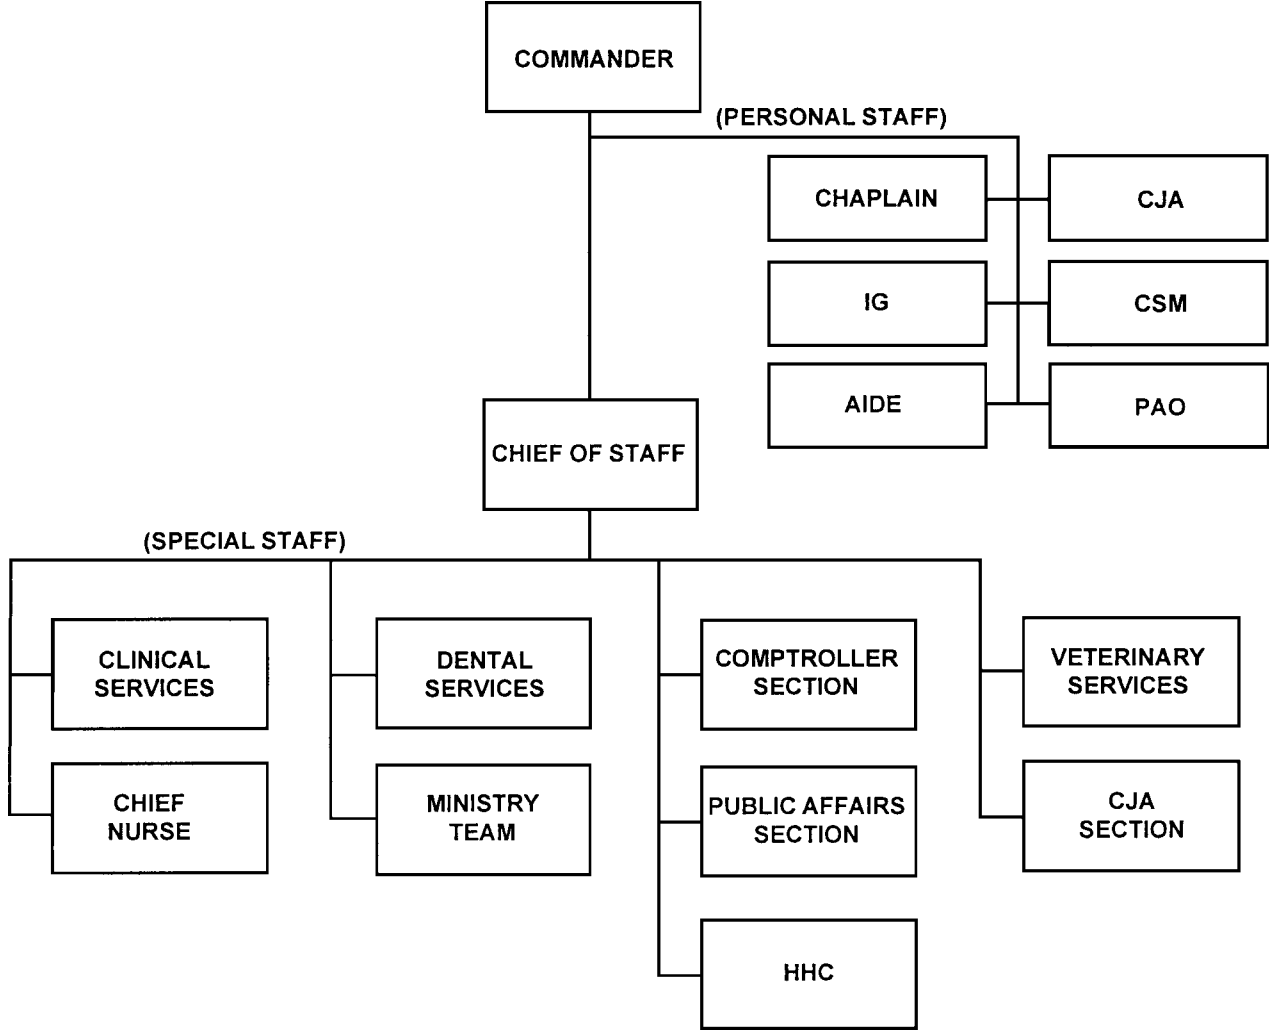 COMMANDER
(PERSONAL STAFF)
CHAPLAIN
CJA
IG
CSM
AIDE
PAO
CHIEF OF STAFF
(SPECIAL STAFF)
CLINICAL
SERVICES
DENTAL
SERVICES
COMPTROLLER
SECTION
VETERINARY
SERVICES
CHIEF
NURSE
MINISTRY
TEAM
PUBLIC AFFAIRS
SECTION
CJA
SECTION
HHC